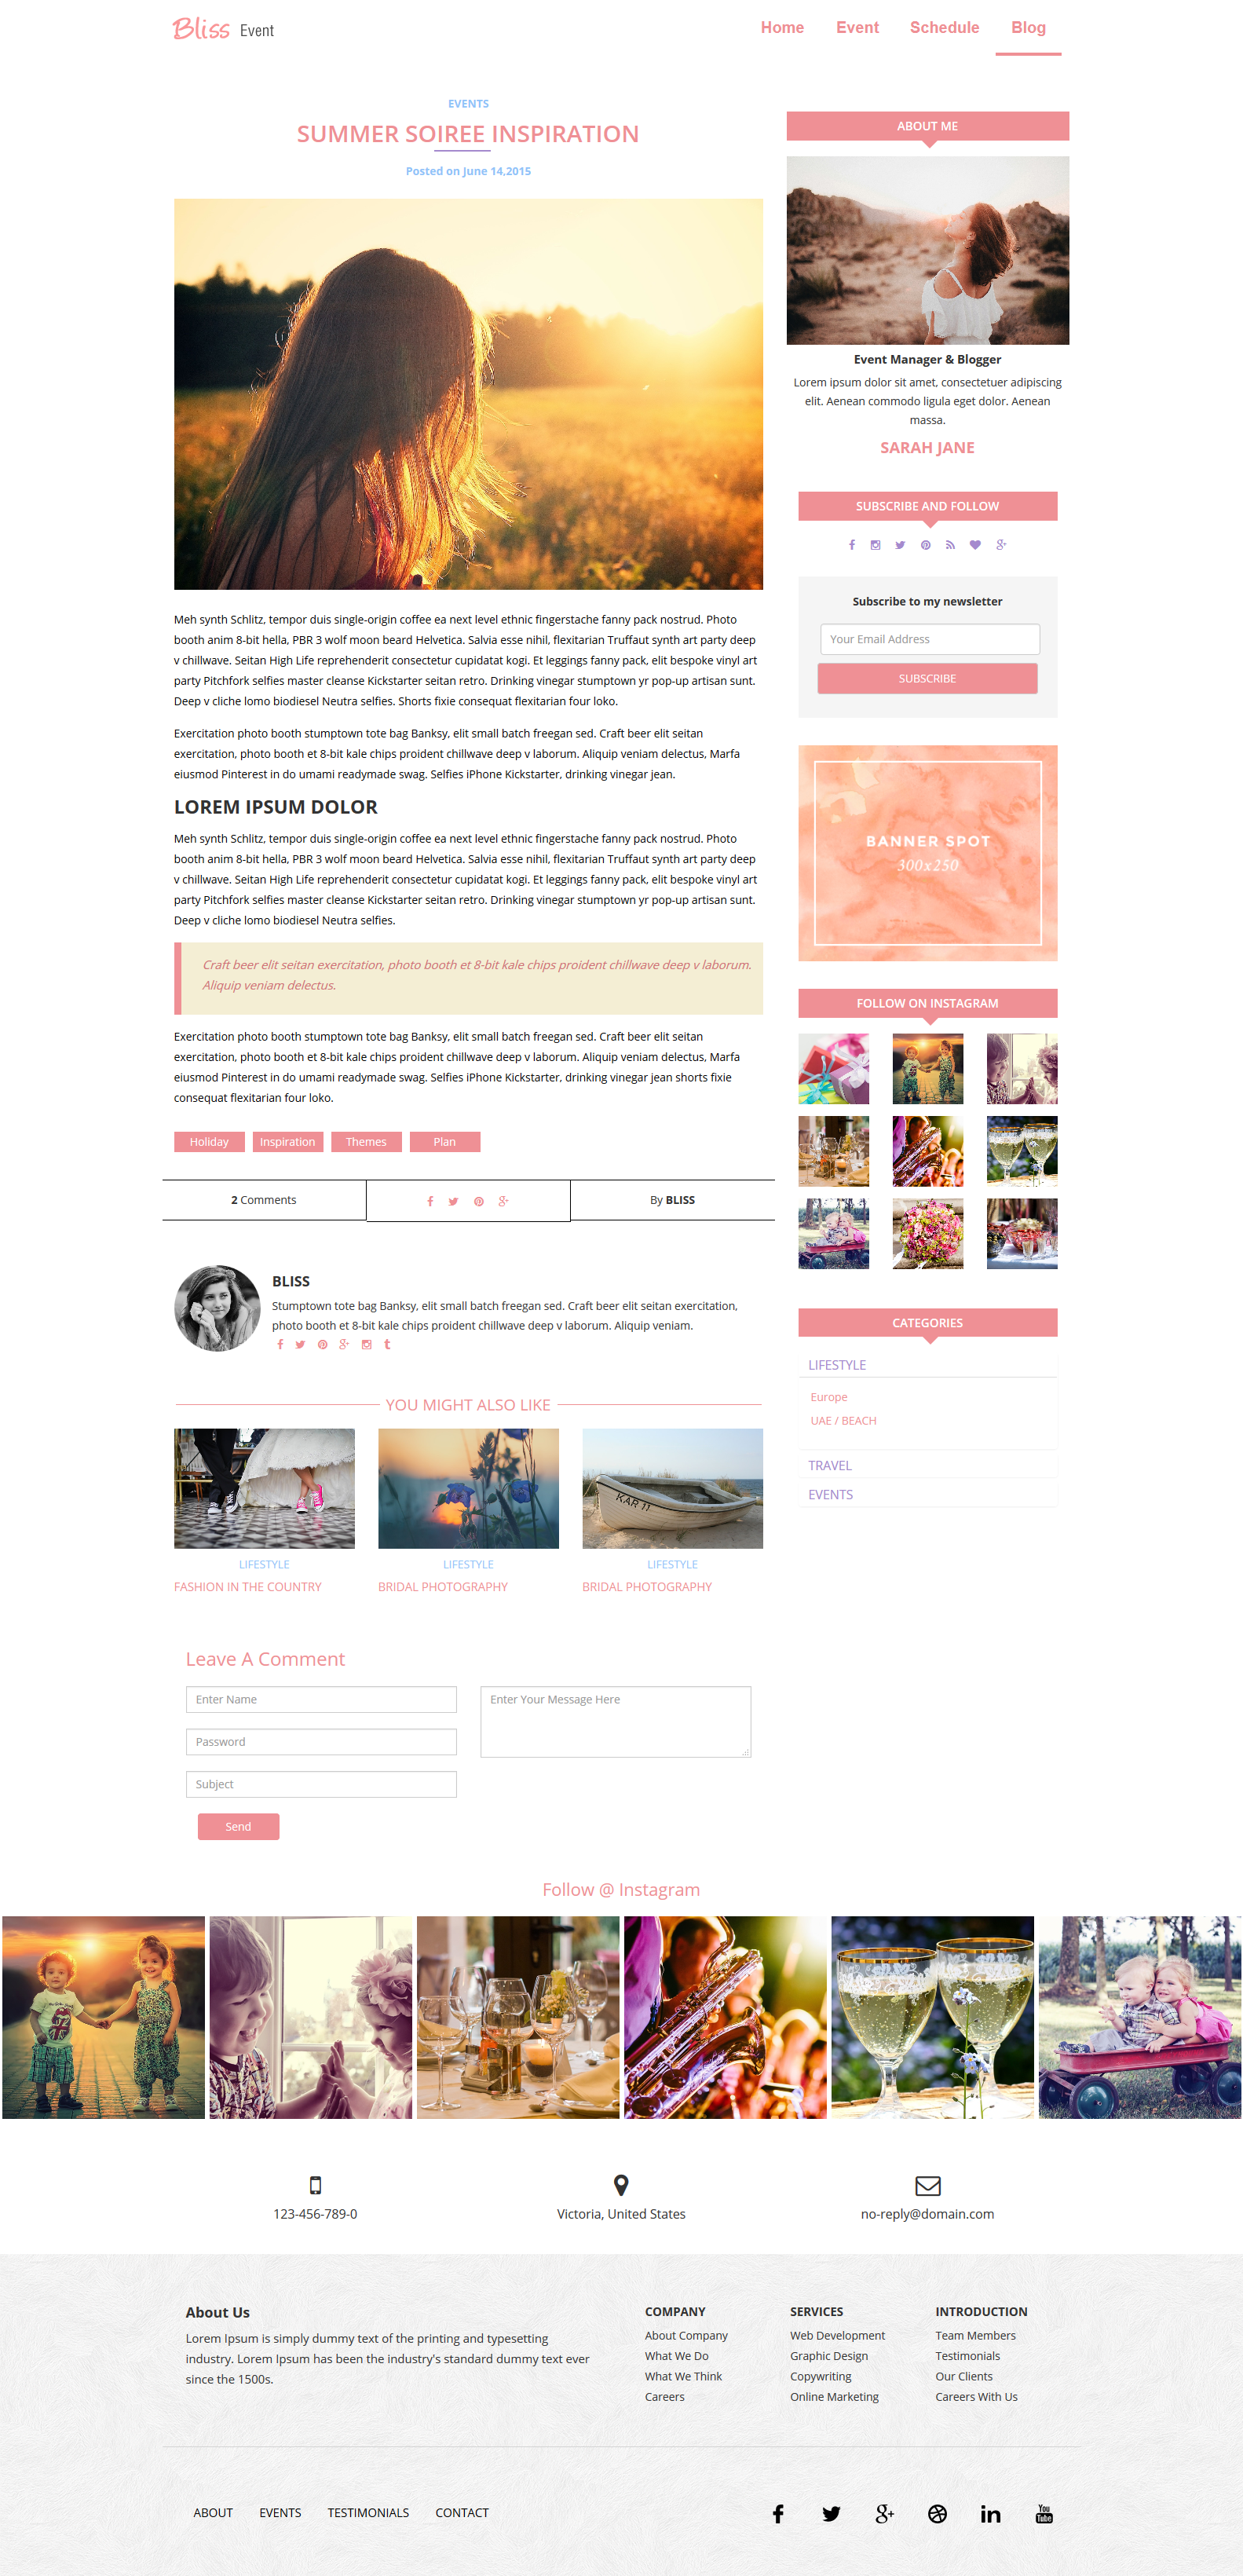 Bliss Event
Home Event Schedule Blog
EVENTS
SUMMER SOIREE INSPIRATION
Posted on June 14,2015
Meh synth Schlitz, tempor duis single-origin coffee ea next level ethnic fingerstache fanny pack nostrud. Photo
booth anim 8-bit hella, PBR 3 wolf moon beard Helvetica. Salvia esse nihil, flexitarian Truffaut synth art party deep
v chillwave. Seitan High Life reprehenderit consectetur cupidatat kogi. Et leggings fanny pack, elit bespoke vinyl art
party Pitchfork selfies master cleanse Kickstarter seitan retro. Drinking vinegar stumptown yr pop-up artisan sunt.
Deep v cliche lomo biodiesel Neutra selfies. Shorts fixie consequat flexitarian four loko.
Exercitation photo booth stumptown tote bag Banksy, elit small batch freegan sed. Craft beer elit seitan
exercitation, photo booth et 8-bit kale chips proident chillwave deep v laborum. Aliquip veniam delectus, Marfa
eiusmod Pinterest in do umami readymade swag. Selfies iPhone Kickstarter, drinking vinegar jean.
LOREM IPSUM DOLOR
Meh synth Schlitz, tempor duis single-origin coffee ea next level ethnic fingerstache fanny pack nostrud. Photo
booth anim 8-bit hella, PBR 3 wolf moon beard Helvetica. Salvia esse nihil, flexitarian Truffaut synth art party deep
v chillwave. Seitan High Life reprehenderit consectetur cupidatat kogi. Et leggings fanny pack, elit bespoke vinyl art
party Pitchfork selfies master cleanse Kickstarter seitan retro. Drinking vinegar stumptown yr pop-up artisan sunt.
Deep v cliche lomo biodiesel Neutra selfies.
Craft beer elit seitan exercitation, photo booth et 8-bit kale chips proident chillwave deep v laborum.
Aliquip veniam delectus.
Exercitation photo booth stumptown tote bag Banksy, elit small batch freegan sed. Craft beer elit seitan
exercitation, photo booth et 8-bit kale chips proident chillwave deep v laborum. Aliquip veniam delectus, Marfa
eiusmod Pinterest in do umami readymade swag. Selfies iPhone Kickstarter, drinking vinegar jean shorts fixie
consequat flexitarian four loko.
Holiday Inspiration Themes Plan
2 Comments
By BLISS
BLISS
Stumptown tote bag Banksy, elit small batch freegan sed. Craft beer elit seitan exercitation,
photo booth et 8-bit kale chips proident chillwave deep v laborum. Aliquip veniam.
YOU MIGHT ALSO LIKE
KAR 11
LIFESTYLE
FASHION IN THE COUNTRY
LIFESTYLE
BRIDAL PHOTOGRAPHY
LIFESTYLE
BRIDAL PHOTOGRAPHY
Leave A Comment
Enter Name
Password
Subject
Enter Your Message Here
Send
ABOUT ME
Event Manager & Blogger
Lorem ipsum dolor sit amet, consectetuer adipiscing
elit. Aenean commodo ligula eget dolor. Aenean
massa.
SARAH JANE
SUBSCRIBE AND FOLLOW
Subscribe to my newsletter
Your Email Address
SUBSCRIBE
BANNER SPOT
300x250
FOLLOW ON INSTAGRAM
CATEGORIES
LIFESTYLE
Europe
UAE / BEACH
TRAVEL
EVENTS
Follow @ Instagram
123-456-789-0
Victoria, United States
no-reply@domain.com
About Us
Lorem Ipsum is simply dummy text of the printing and typesetting
industry. Lorem Ipsum has been the industry's standard dummy text ever
since the 1500s.
COMPANY
About Company
What We Do
What We Think
Careers
SERVICES
Web Development
Graphic Design
Copywriting
Online Marketing
INTRODUCTION
Team Members
Testimonials
Our Clients
Careers With Us
ABOUT EVENTS TESTIMONIALS CONTACT
You Tube